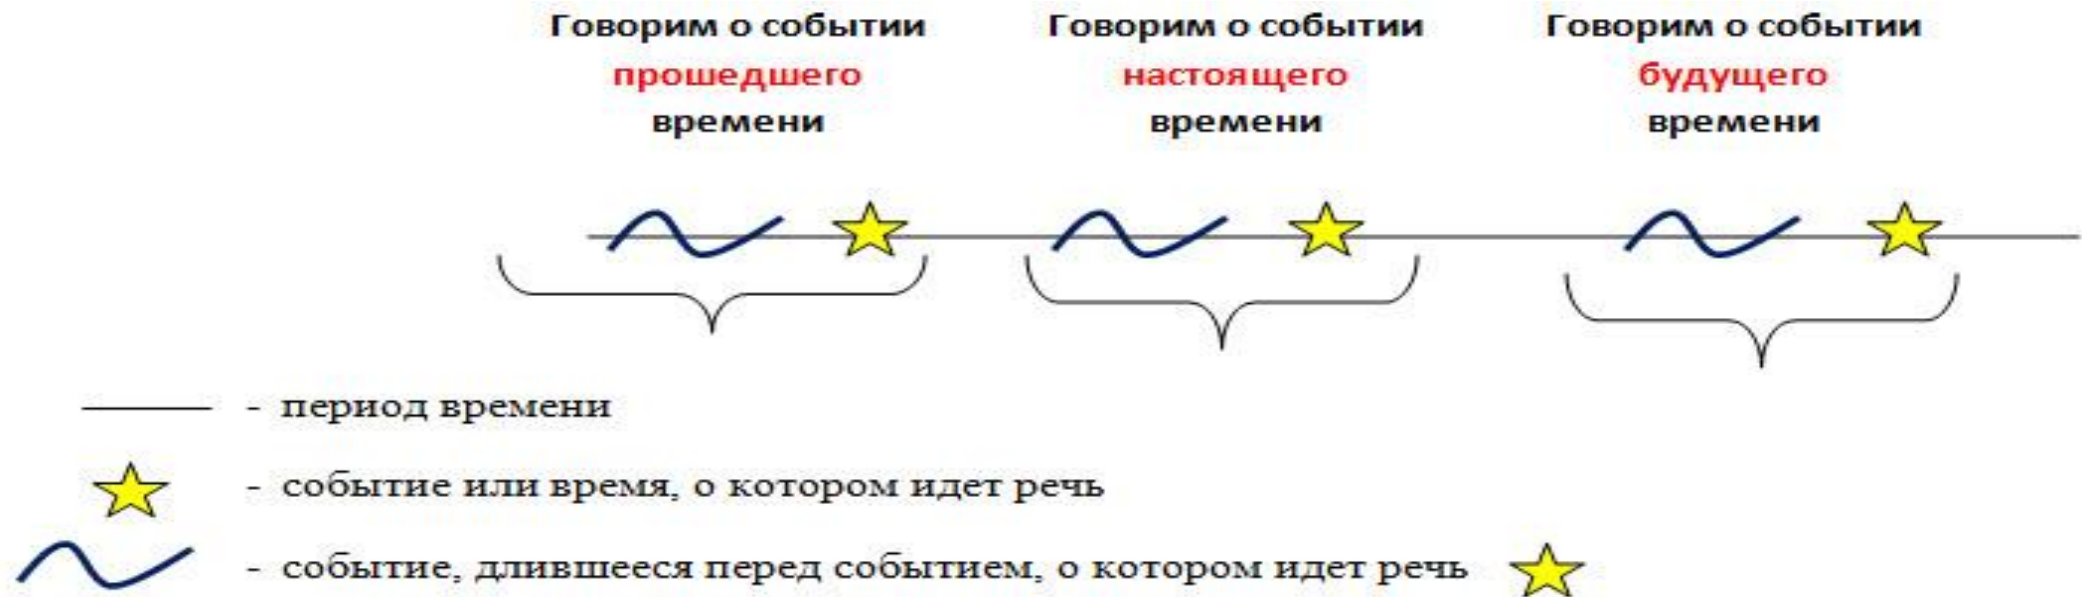 Говорим о событии
прошедшего
времени
Говорим о событии
настоящего
времени
Говорим о событии
будущего
времени
- период времени
- событие или время, о котором идет речь
- событие, длившееся перед событием, о котором идет речь